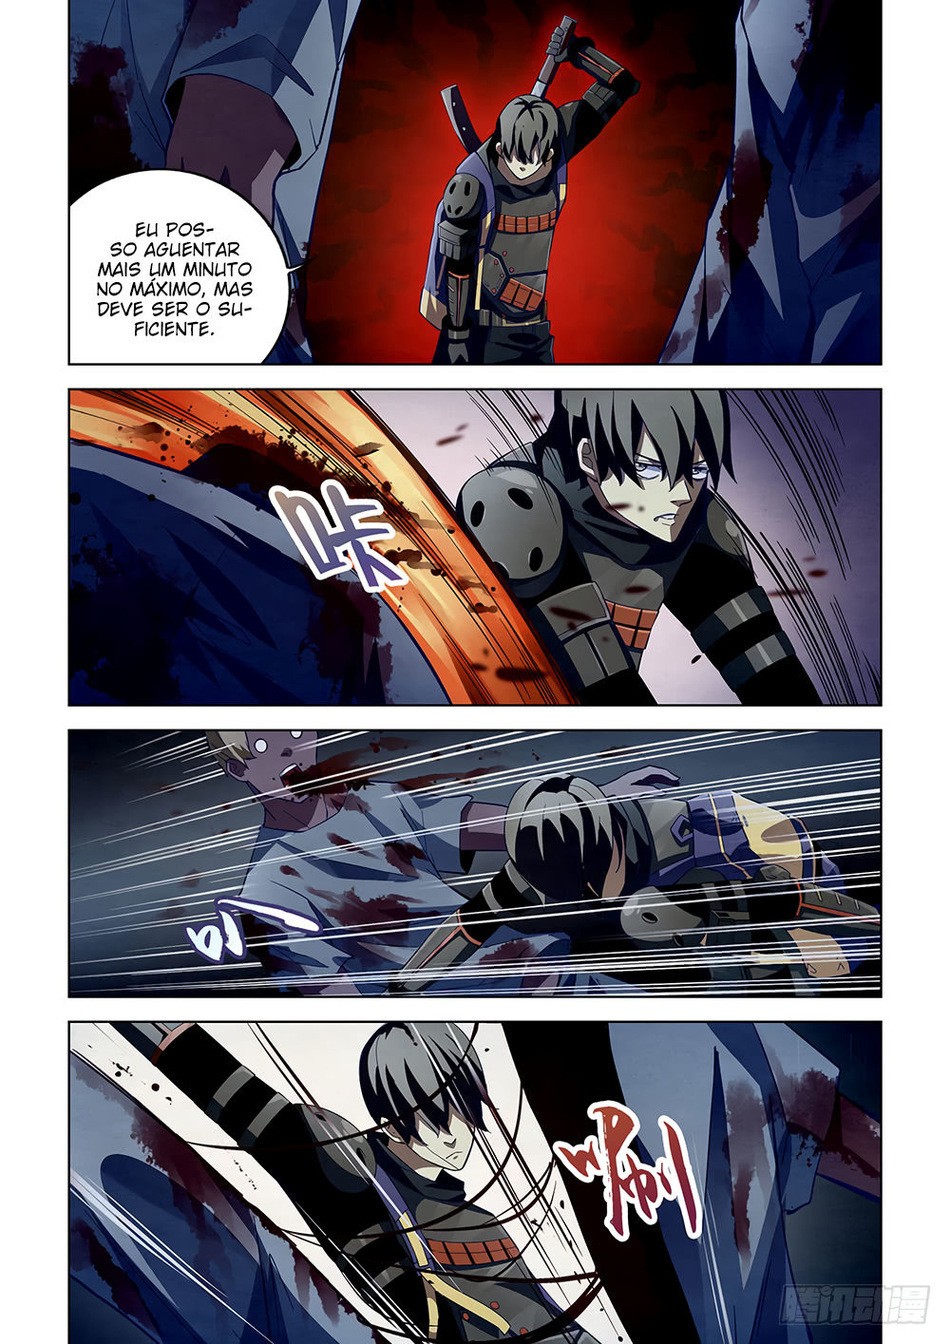 EU POS-
SO AGUENTAR
MAIS UM MINUTO
NO MÁXIMO, MAS
DEVE SER O SU-
FICIENTE.
咔
唰
腾讯动漫